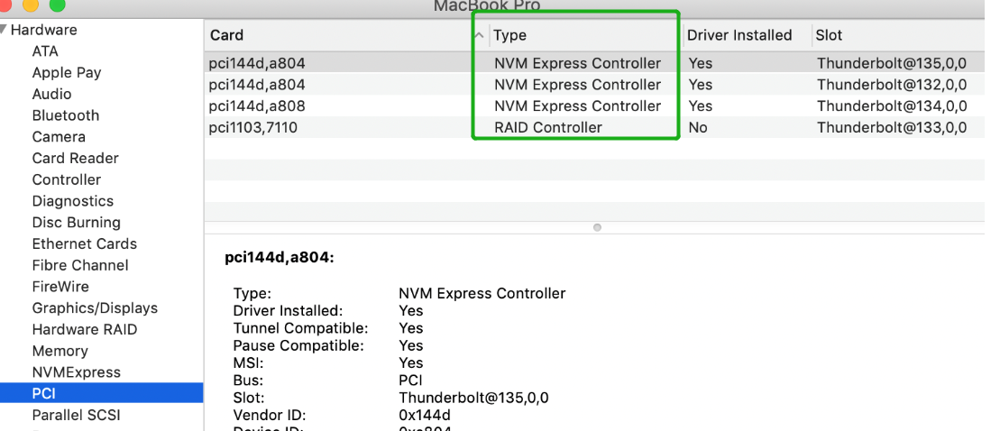 MacBook Pro
Hardware
ATA
Apple Pay
Audio
Bluetooth
Camera
Card Reader
Controller
Diagnostics
Disc Burning
Ethernet Cards
Fibre Channel
FireWire
Graphics/Displays
Hardware RAID
Memory
NVMExpress
PCI
Parallel SCSI
Card Type Driver Installed Slot
pci144d,a804 NVM Express Controller Yes Thunderbolt@135,0,0
pci144d,a804 NVM Express Controller Yes Thunderbolt@132,0,0
pci144d,a808 NVM Express Controller Yes Thunderbolt@134,0,0
pci1103,7110 RAID Controller No Thunderbolt@133,0,0
pci144d,a804:
Type: NVM Express Controller
Driver Installed: Yes
Tunnel Compatible: Yes
Pause Compatible: Yes
MSI: Yes
Bus: PCI
Slot: Thunderbolt@135,0,0
Vendor ID: 0x144d
Device ID: 0xa804